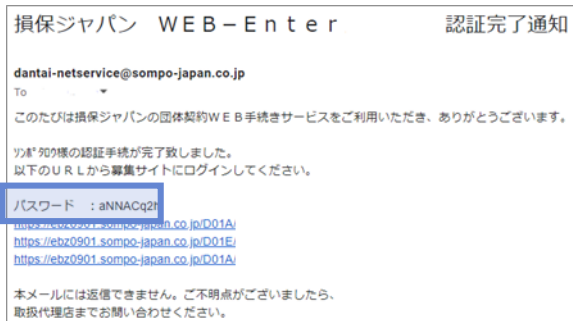 損保ジャパン　ＷＥＢ－Ｅｎｔｅｒ　認証完了通知
dantai-netservice@sompo-japan.co.jp
To
このたびは損保ジャパンの団体契約ＷＥＢ手続きサービスをご利用いただき、ありがとうございます。
ｿﾝﾎﾟﾀﾛｳ様の認証手続が完了致しました。
以下のＵＲＬから募集サイトにログインしてください。
パスワード　：aNNACq2h
https://ebz0901.sompo-japan.co.jp/D01A/
https://ebz0901.sompo-japan.co.jp/D01E/
https://ebz0901.sompo-japan.co.jp/D01A/
本メールには返信できません。ご不明点がございましたら、
取扱代理店までお問い合わせください。